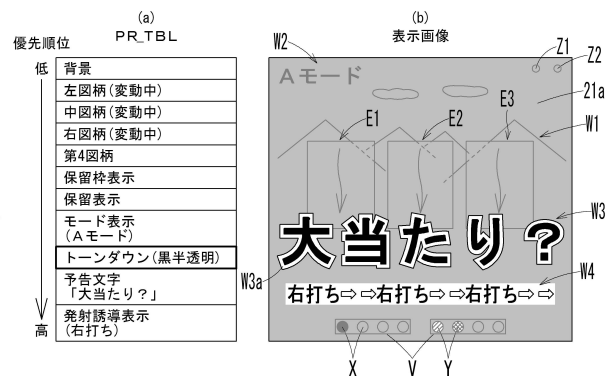 (a)
PR_TBL
優先順位
低
高
背景
左図柄(変動中)
中図柄(変動中)
右図柄(変動中)
第4図柄
保留枠表示
保留表示
モード表示
(Aモード)
トーンダウン(黒半透明)
予告文字
「大当たり？」
発射誘導表示
(右打ち)
(b)
表示画像
W2
Z1
Z2
Aモード
21a
E1
E2
E3
W1
W3
大当たり？
W3a
W4
右打ち⇨ ⇨右打ち⇨ ⇨右打ち⇨ ⇨
X
V
Y